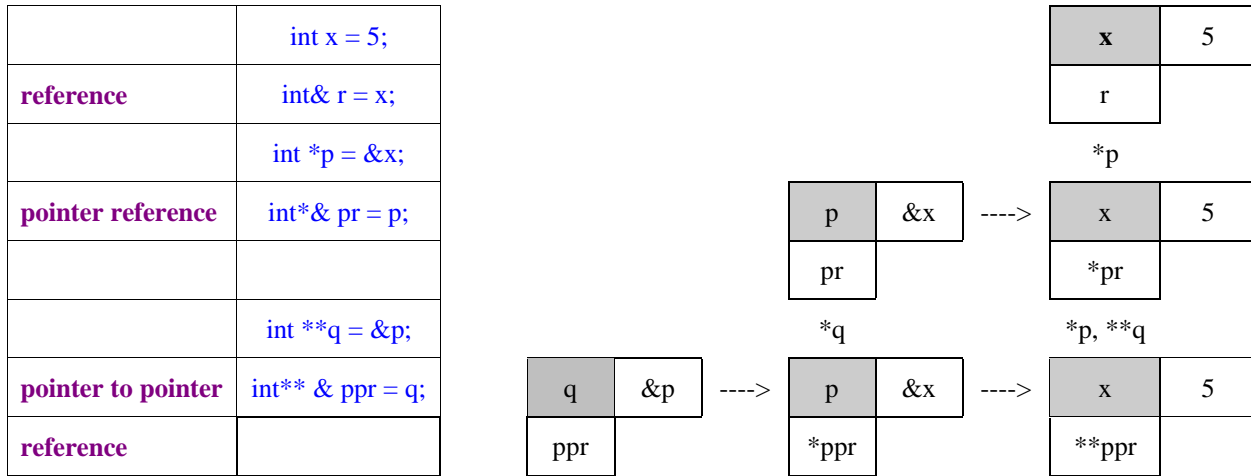 int x = 5; x 5
reference int& r = x; r
int *p = &x; *p
pointer reference int*& pr = p; p &x ----> x 5
pr *pr
int **q = &p; *q *p, **q
pointer to pointer int** & ppr = q; q &p ----> p &x ----> x 5
reference ppr *ppr **ppr